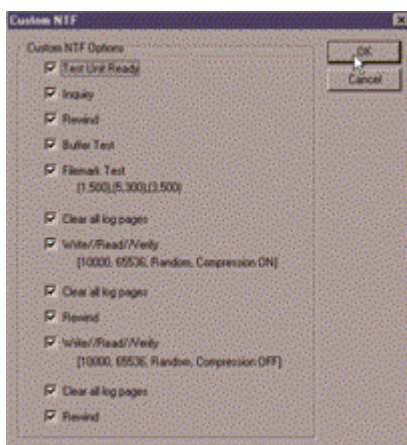 Custom NTF
Custom NTF Options
Test Unit Ready
Inquiry
Rewind
Buffer Test
Filemark Test
(1,500),(5,300),(3,500)
Clear all log pages
Write//Read//Verify
[10000, 65536, Random, Compression ON]
Clear all log pages
Rewind
Write//Read//Verify
[10000, 65536, Random, Compression OFF]
Clear all log pages
Rewind
OK
Cancel